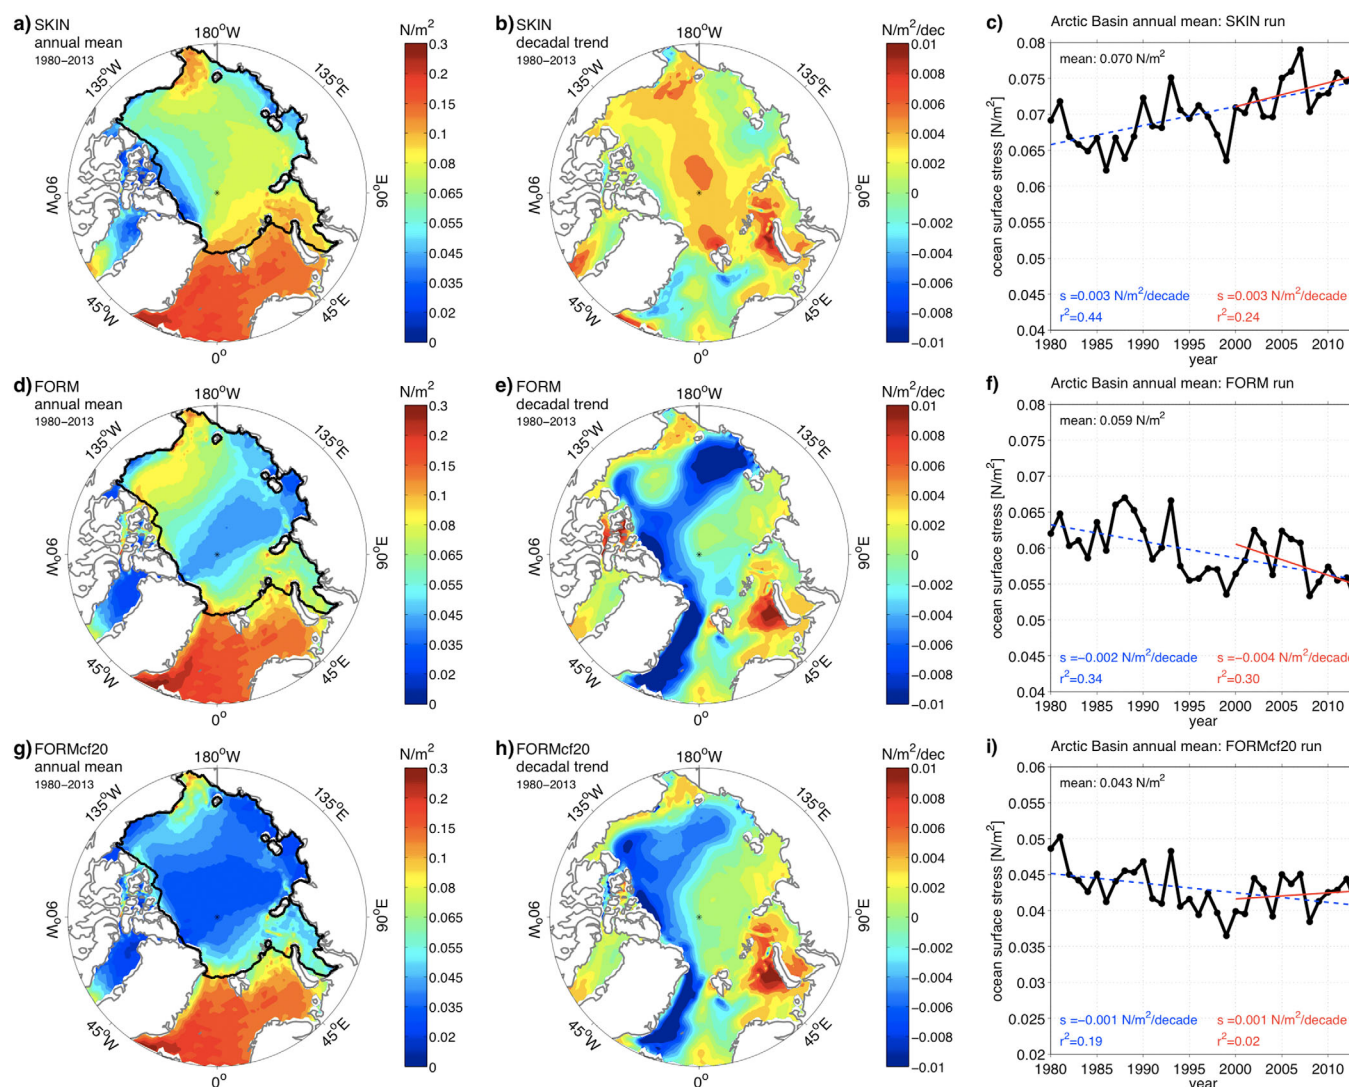 a) SKIN
annual mean
1980–2013
180°W
135°W
135°E
90°W
90°E
45°W
45°E
0°
N/m²
0.3
0.2
0.15
0.1
0.08
0.065
0.05
0.035
0.02
0
b) SKIN
decadal trend
1980–2013
180°W
135°E
90°E
45°E
0°
N/m²/dec
0.01
0.008
0.006
0.004
0.002
0
−0.002
−0.004
−0.006
−0.008
−0.01
c) Arctic Basin annual mean: SKIN run
mean: 0.070 N/m²
ocean surface stress [N/m²]
0.08
0.075
0.07
0.065
0.06
0.055
0.05
0.045
0.04
s =0.003 N/m²/decade
r²=0.44
s =0.003 N/m²/decade
r²=0.24
1980 1985 1990 1995 2000 2005 2010
year
d) FORM
annual mean
1980–2013
180°W
135°W
135°E
90°W
90°E
45°W
45°E
0°
N/m²
0.3
0.2
0.15
0.1
0.08
0.065
0.05
0.035
0.02
0
e) FORM
decadal trend
1980–2013
180°W
135°E
90°E
45°E
0°
N/m²/dec
0.01
0.008
0.006
0.004
0.002
0
−0.002
−0.004
−0.006
−0.008
−0.01
f) Arctic Basin annual mean: FORM run
mean: 0.059 N/m²
ocean surface stress [N/m²]
0.08
0.075
0.07
0.065
0.06
0.055
0.05
0.045
0.04
s =−0.002 N/m²/decade
r²=0.34
s =−0.004 N/m²/decade
r²=0.30
1980 1985 1990 1995 2000 2005 2010
year
g) FORMcf20
annual mean
1980–2013
180°W
135°W
135°E
90°W
90°E
45°W
45°E
0°
N/m²
0.3
0.2
0.15
0.1
0.08
0.065
0.05
0.035
0.02
0
h) FORMcf20
decadal trend
1980–2013
180°W
135°E
90°E
45°E
0°
N/m²/dec
0.01
0.008
0.006
0.004
0.002
0
−0.002
−0.004
−0.006
−0.008
−0.01
i) Arctic Basin annual mean: FORMcf20 run
mean: 0.043 N/m²
ocean surface stress [N/m²]
0.06
0.055
0.05
0.045
0.04
0.035
0.03
0.025
0.02
s =−0.001 N/m²/decade
r²=0.19
s =0.001 N/m²/decade
r²=0.02
1980 1985 1990 1995 2000 2005 2010
year